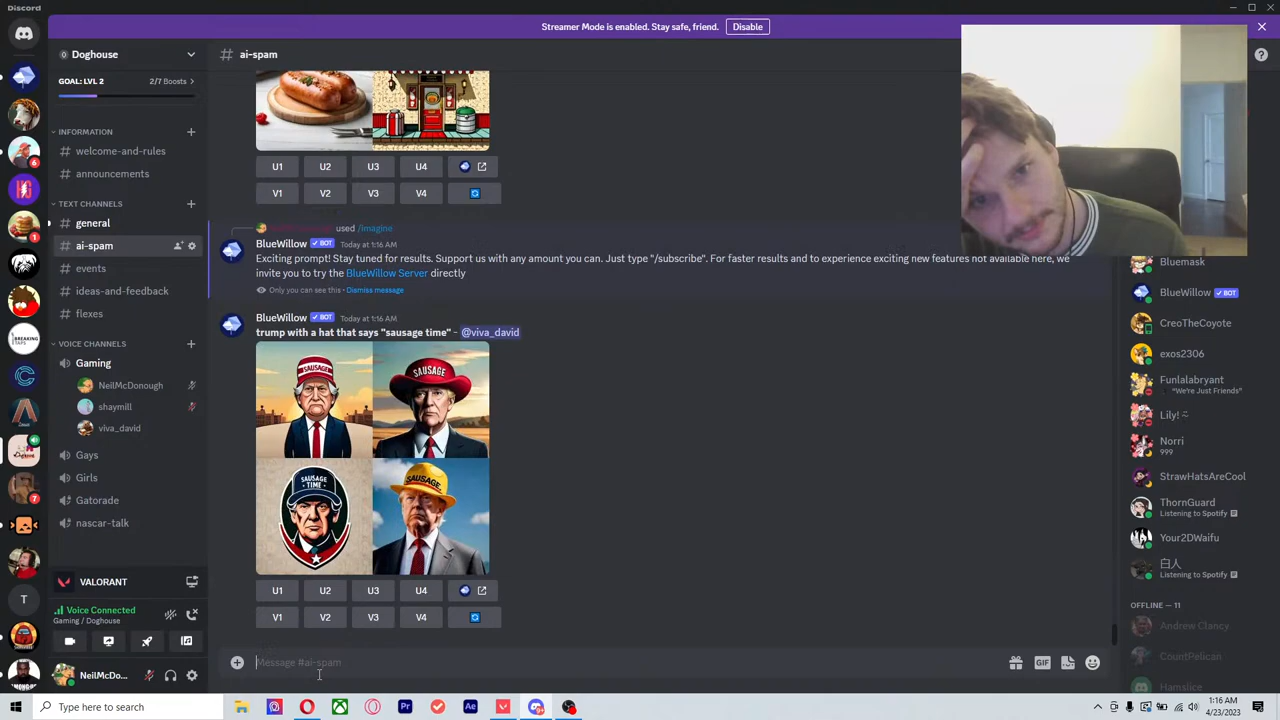 Discord
Streamer Mode is enabled. Stay safe, friend.
Disable
Doghouse
GOAL: LVL 2
2/7 Boosts
INFORMATION
welcome-and-rules
announcements
TEXT CHANNELS
general
ai-spam
events
ideas-and-feedback
flexes
VOICE CHANNELS
Gaming
NeilMcDonough
shaymill
viva_david
Gays
Girls
Gatorade
nascar-talk
VALORANT
Voice Connected
Gaming / Doghouse
NeilMcDo...
6
1
BREAKING
TAPS
7
T
# ai-spam
U1 U2 U3 U4
V1 V2 V3 V4
used /imagine
BlueWillow ✓ BOT Today at 1:16 AM
Exciting prompt! Stay tuned for results. Support us with any amount you can. Just type "/subscribe". For faster results and to experience exciting new features not available here, we
invite you to try the BlueWillow Server directly
Only you can see this • Dismiss message
BlueWillow ✓ BOT Today at 1:16 AM
trump with a hat that says "sausage time" - @viva_david
SAUSAGE
SAUSAGE
SAUSAGE
TIME
SAUSAGE
U1 U2 U3 U4
V1 V2 V3 V4
Message #ai-spam
GIF
Bluemask
BlueWillow ✓ BOT
CreoTheCoyote
exos2306
Funlalabryant
"We're Just Friends"
Lily!
Norri
999
StrawHatsAreCool
ThornGuard
Listening to Spotify
Your2DWaifu
白人
Listening to Spotify
OFFLINE — 11
Andrew Clancy
CountPelican
Hamslice
Type here to search
Pr
Ae
1:16 AM
4/23/2023